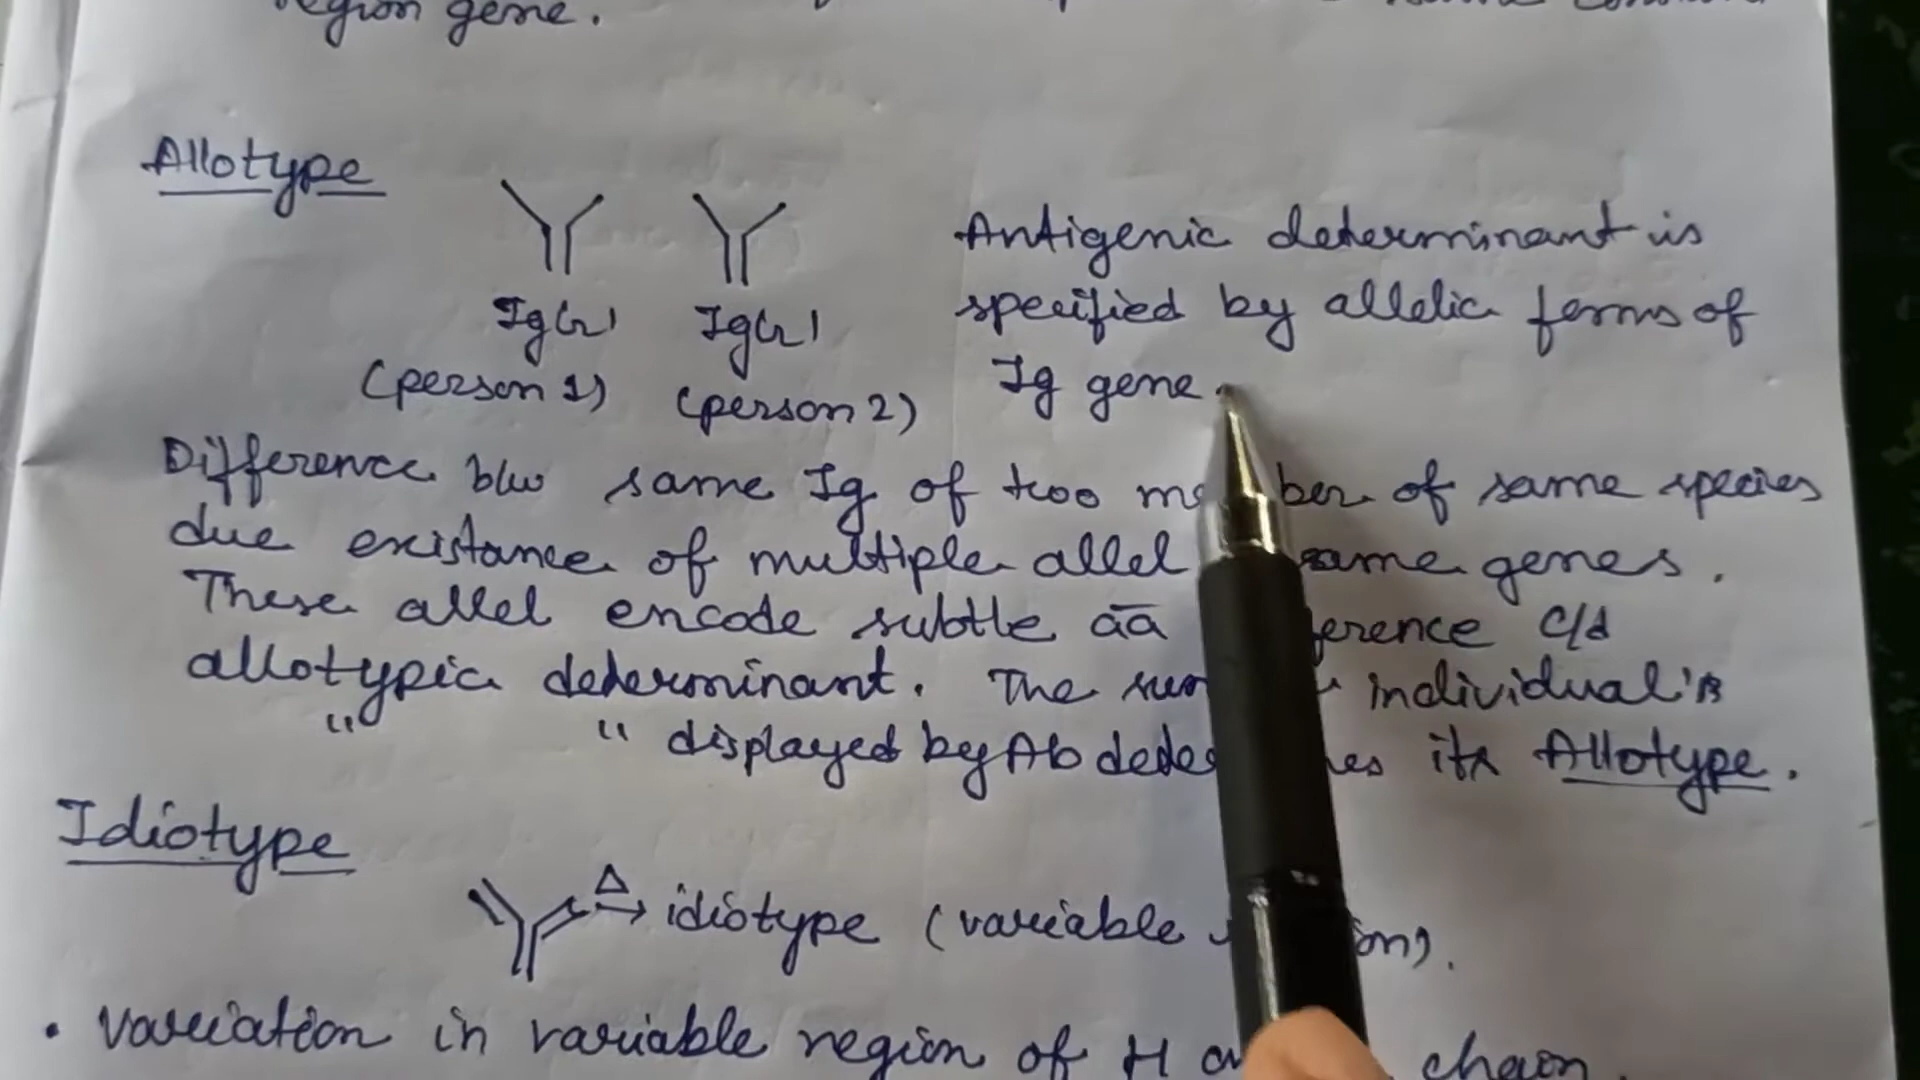 region gene.
Allotype
Antigenic determinant is
specified by allelic forms of
IgG1 IgG1
Ig gene.
(person 1) (person 2)
Difference b/w same Ig of two member of same species
due existance of multiple allel same genes.
These allel encode subtle aa difference c/d
allotypic determinant. The individual's
" " displayed by Ab determines its Allotype.
Idiotype
idiotype (variable region).
• variation in variable region of H chain.